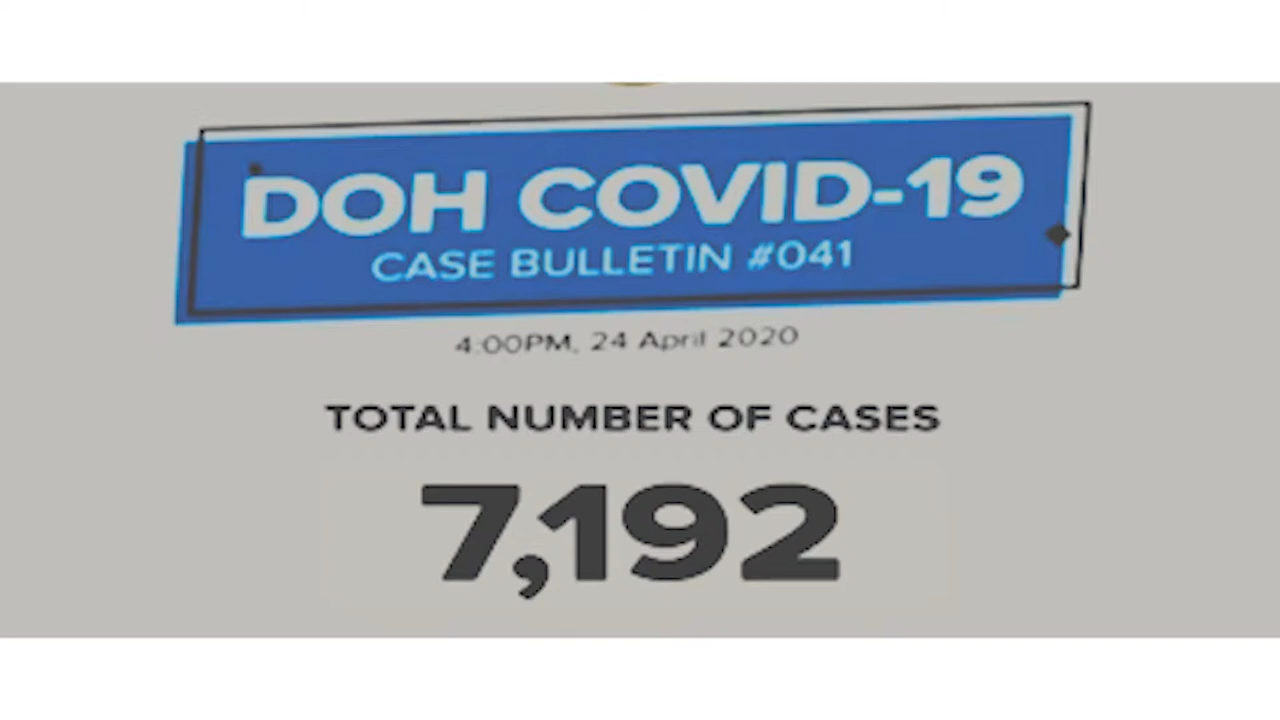 DOH COVID-19
CASE BULLETIN #041
4:00PM, 24 April 2020
TOTAL NUMBER OF CASES
7,192